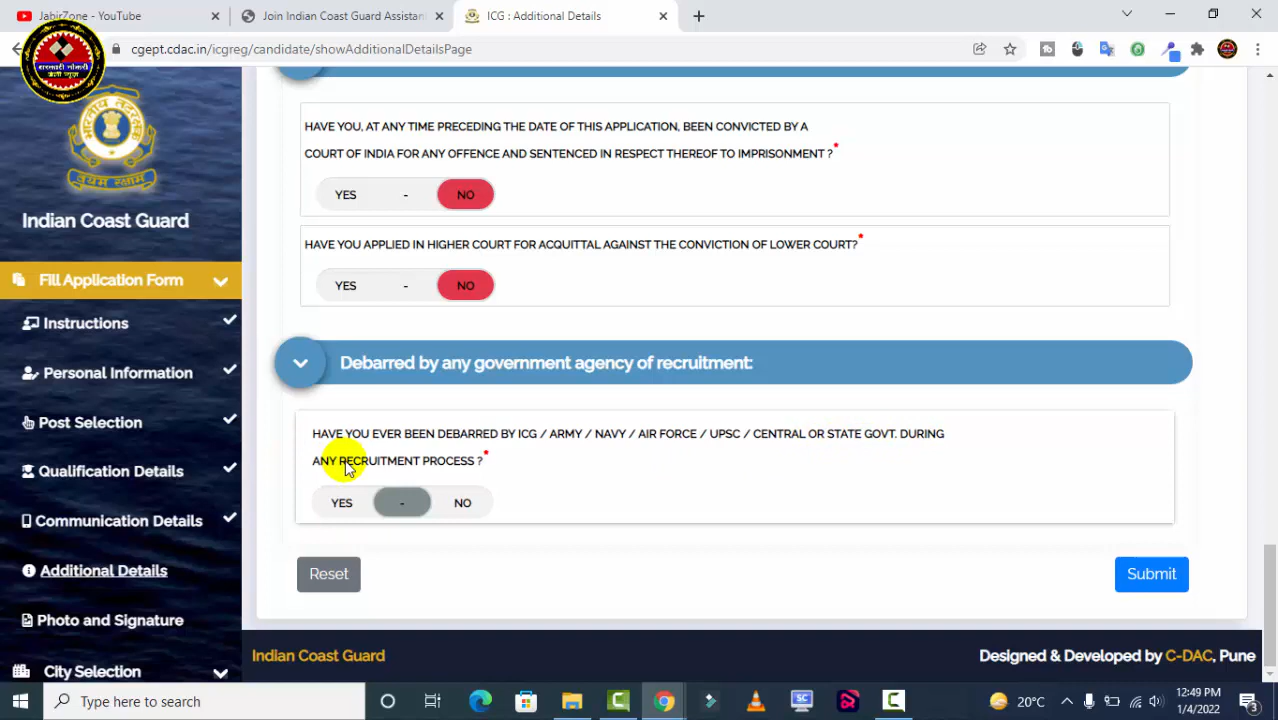 JabirZone - YouTube
Join Indian Coast Guard Assistan
ICG : Additional Details
cgept.cdac.in/icgreg/candidate/showAdditionalDetailsPage
सरकारी नौकरी
डेली न्यूज़
Indian Coast Guard
Fill Application Form
Instructions
Personal Information
Post Selection
Qualification Details
Communication Details
Additional Details
Photo and Signature
City Selection
HAVE YOU, AT ANY TIME PRECEDING THE DATE OF THIS APPLICATION, BEEN CONVICTED BY A
COURT OF INDIA FOR ANY OFFENCE AND SENTENCED IN RESPECT THEREOF TO IMPRISONMENT ?*
YES - NO
HAVE YOU APPLIED IN HIGHER COURT FOR ACQUITTAL AGAINST THE CONVICTION OF LOWER COURT?*
YES - NO
Debarred by any government agency of recruitment:
HAVE YOU EVER BEEN DEBARRED BY ICG / ARMY / NAVY / AIR FORCE / UPSC / CENTRAL OR STATE GOVT. DURING
ANY RECRUITMENT PROCESS ?*
YES - NO
Reset
Submit
Indian Coast Guard
Designed & Developed by C-DAC, Pune
Type here to search
SC
20°C
12:49 PM
1/4/2022
3